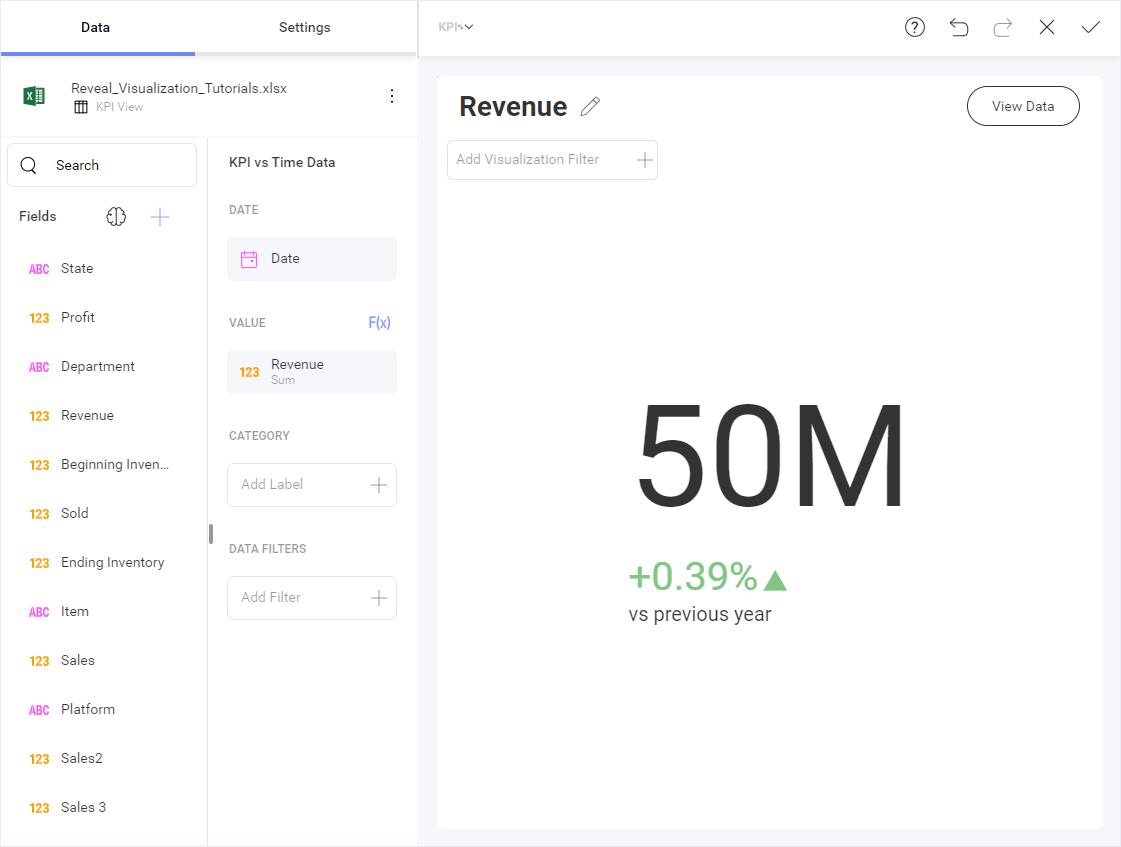 Data
Settings
KPI
Reveal_Visualization_Tutorials.xlsx
KPI View
Search
Fields
ABC State
123 Profit
ABC Department
123 Revenue
123 Beginning Inven...
123 Sold
123 Ending Inventory
ABC Item
123 Sales
ABC Platform
123 Sales2
123 Sales 3
KPI vs Time Data
DATE
Date
VALUE F(x)
123 Revenue
Sum
CATEGORY
Add Label
DATA FILTERS
Add Filter
Revenue
View Data
Add Visualization Filter
50M
+0.39%
vs previous year